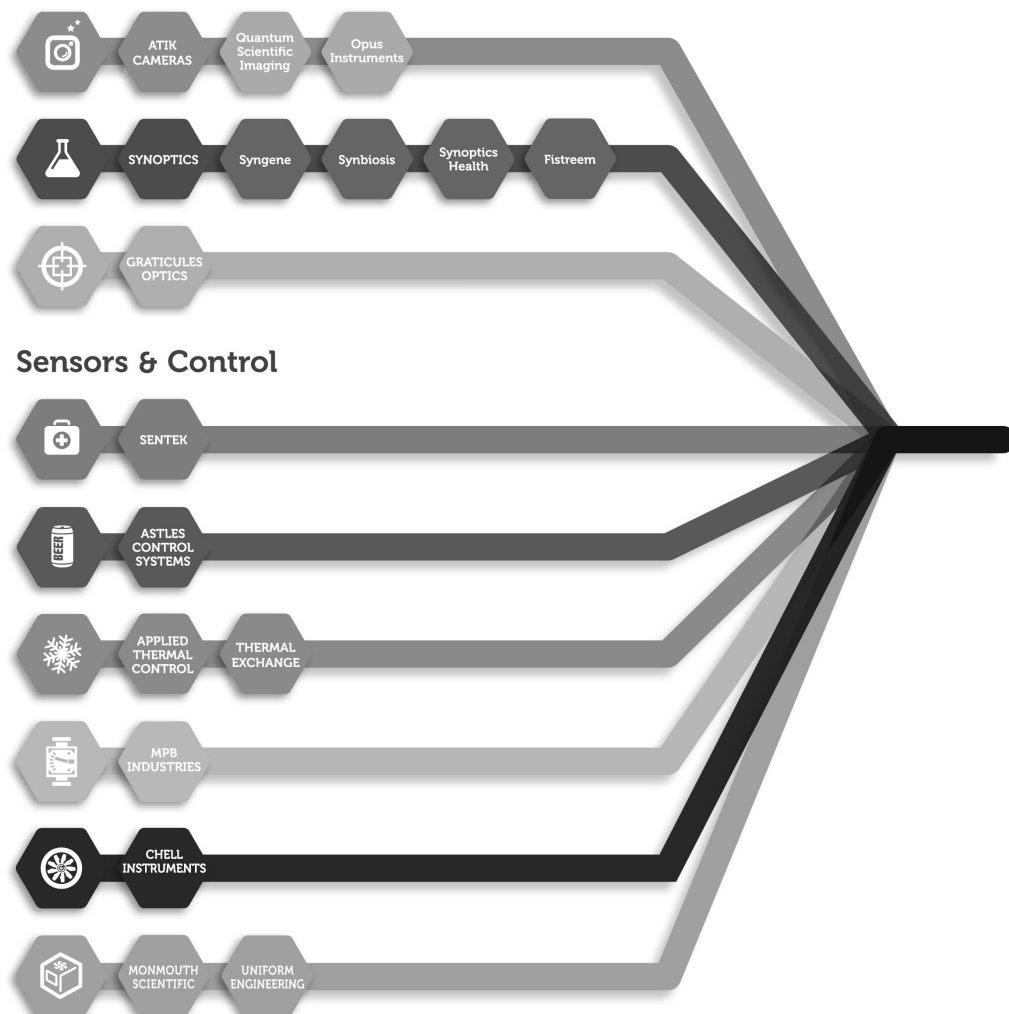 ATIK
CAMERAS
Quantum
Scientific
Imaging
Opus
Instruments
SYNOPTICS
Syngene
Synbiosis
Synoptics
Health
Fistreem
GRATICULES
OPTICS
Sensors & Control
SENTEK
BEER
ASTLES
CONTROL
SYSTEMS
APPLIED
THERMAL
CONTROL
THERMAL
EXCHANGE
MPB
INDUSTRIES
CHELL
INSTRUMENTS
MONMOUTH
SCIENTIFIC
UNIFORM
ENGINEERING